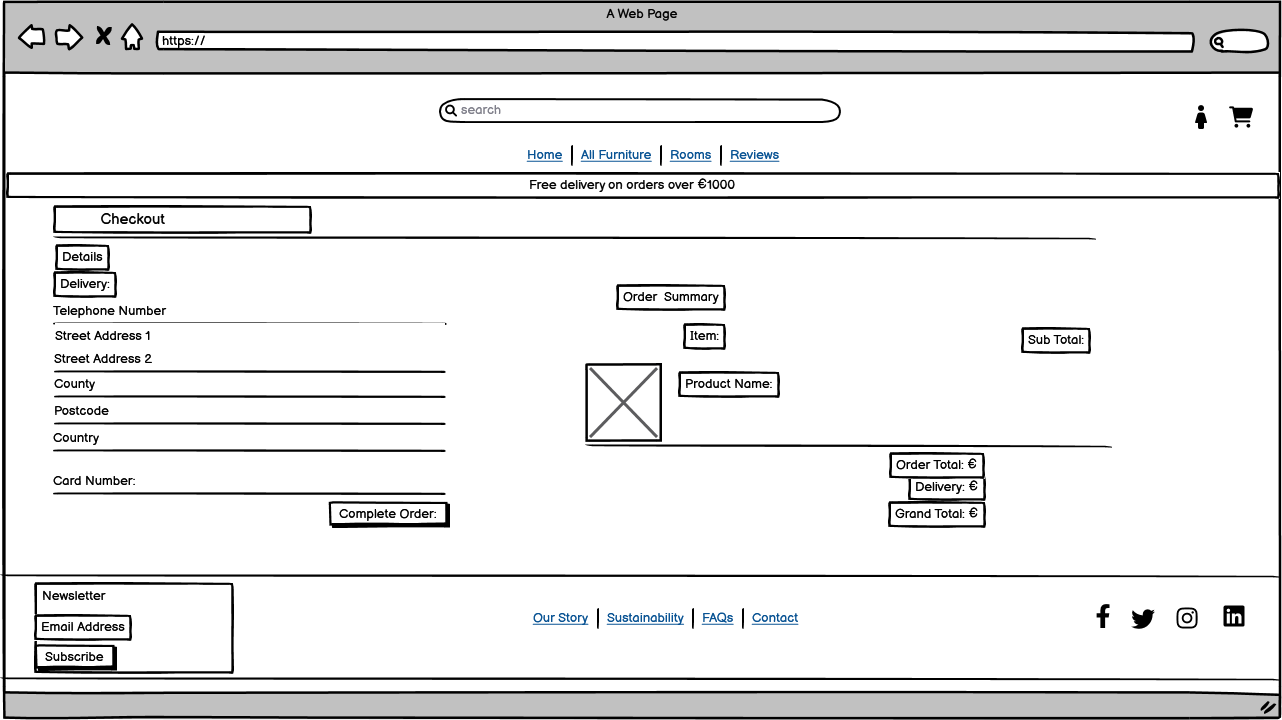 A Web Page
https://
search
Home All Furniture Rooms Reviews
Free delivery on orders over €1000
Checkout
Details
Delivery:
Telephone Number
Street Address 1
Street Address 2
County
Postcode
Country
Card Number:
Complete Order:
Order Summary
Item:
Sub Total:
Product Name:
Order Total: €
Delivery: €
Grand Total: €
Newsletter
Email Address
Subscribe
Our Story Sustainability FAQs Contact